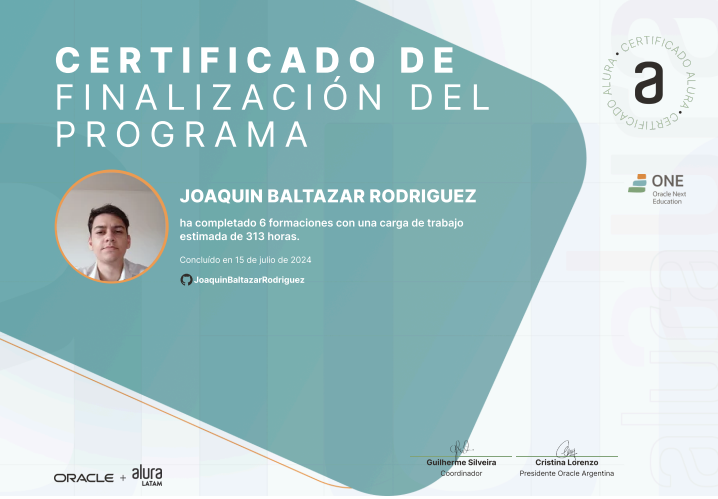 CERTIFICADO DE
FINALIZACIÓN DEL
PROGRAMA
CERTIFICADO ALURA • CERTIFICADO ALURA •
a
ONE
Oracle Next
Education
JOAQUIN BALTAZAR RODRIGUEZ
ha completado 6 formaciones con una carga de trabajo
estimada de 313 horas.
Concluído en 15 de julio de 2024
JoaquinBaltazarRodriguez
Guilherme Silveira
Coordinador
Cristina Lorenzo
Presidente Oracle Argentina
ORACLE + alura
LATAM
alura